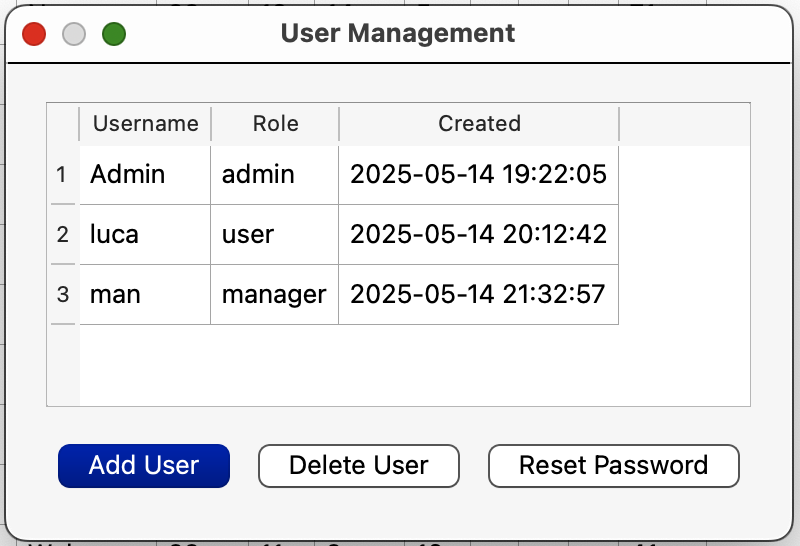 User Management
Username Role Created
1 Admin admin 2025-05-14 19:22:05
2 luca user 2025-05-14 20:12:42
3 man manager 2025-05-14 21:32:57
Add User Delete User Reset Password